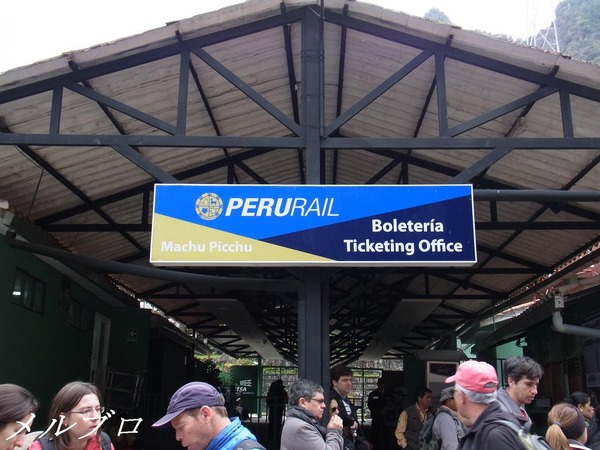 PERURAIL
Machu Picchu
Boletería
Ticketing Office
メルブロ